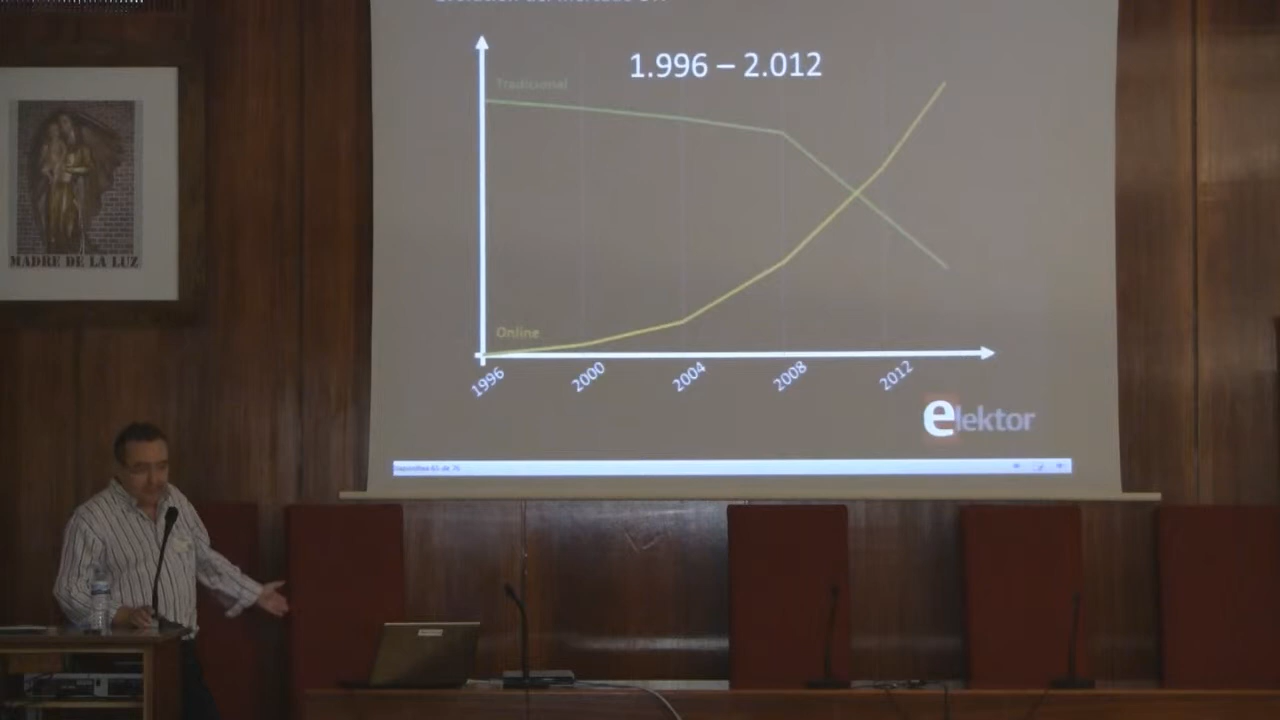 1.996 – 2.012
Tradicional
Online
1996
2000
2004
2008
2012
elektor
MADRE DE LA LUZ